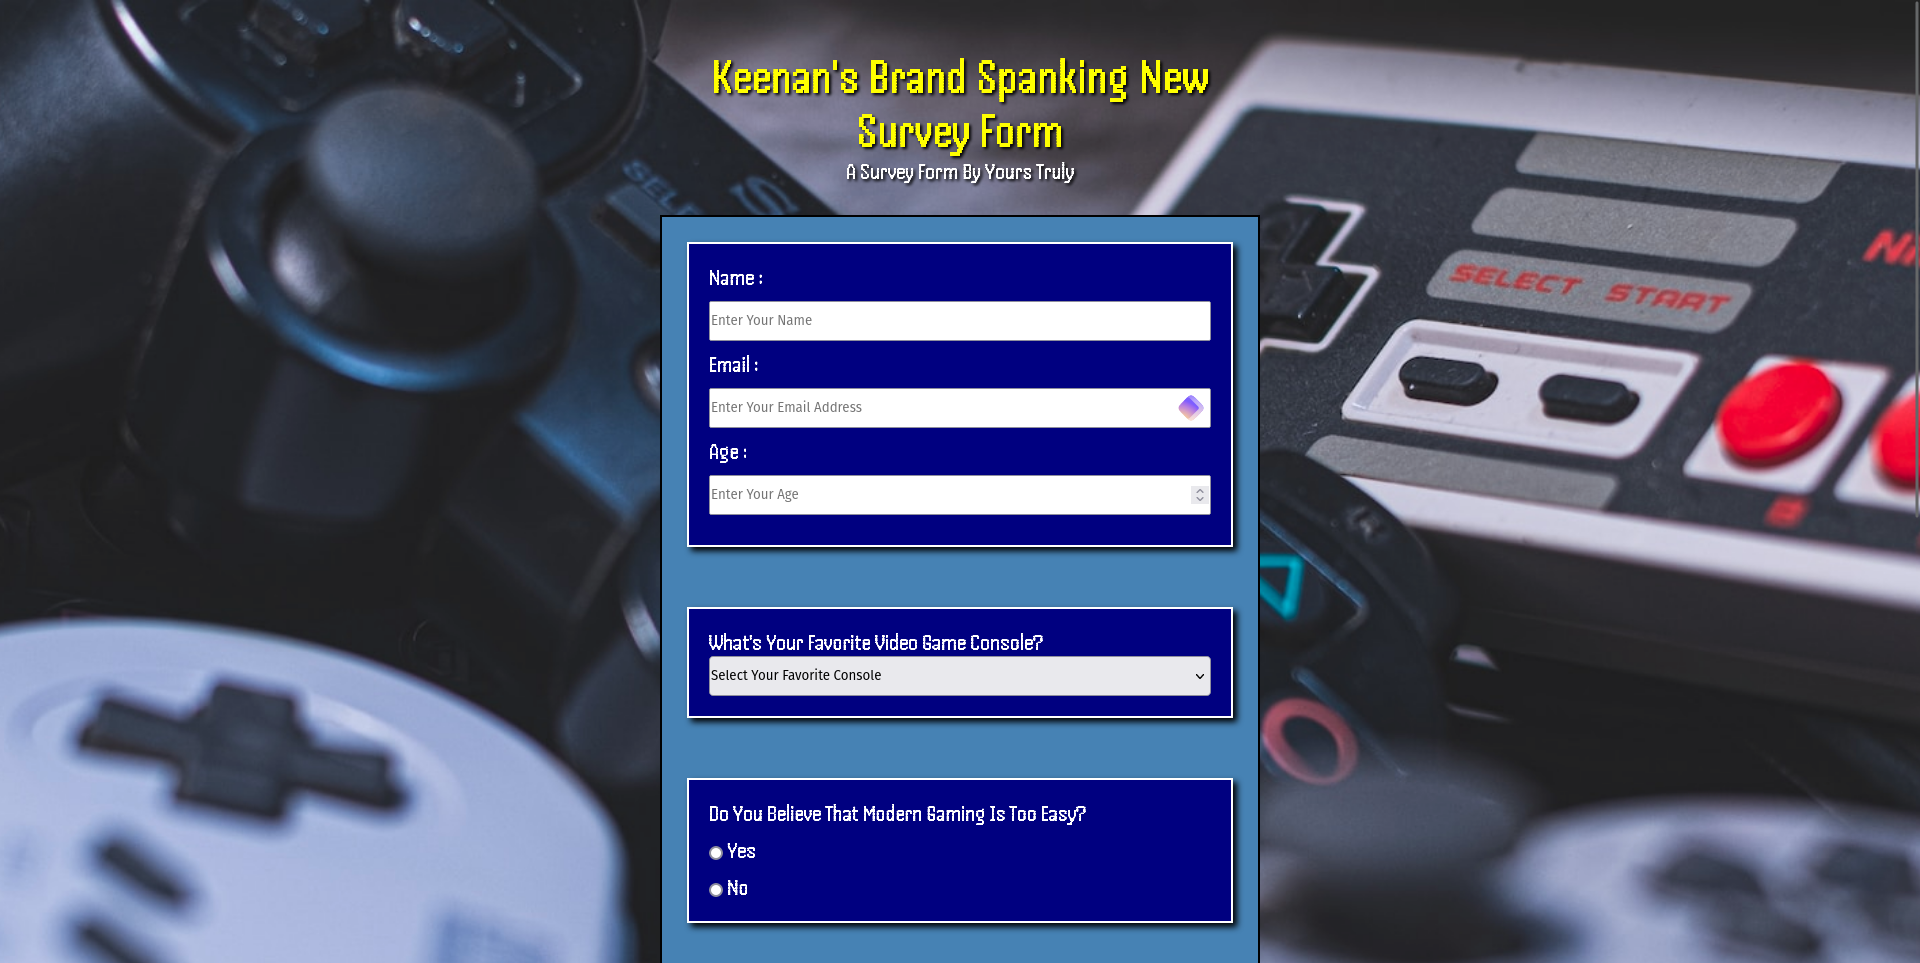 Keenan's Brand Spanking New
Survey Form
A Survey Form By Yours Truly
SELECT START
Name :
Enter Your Name
Email :
Enter Your Email Address
Age :
Enter Your Age
B
What's Your Favorite Video Game Console?
Select Your Favorite Console
Do You Believe That Modern Gaming Is Too Easy?
Yes
No